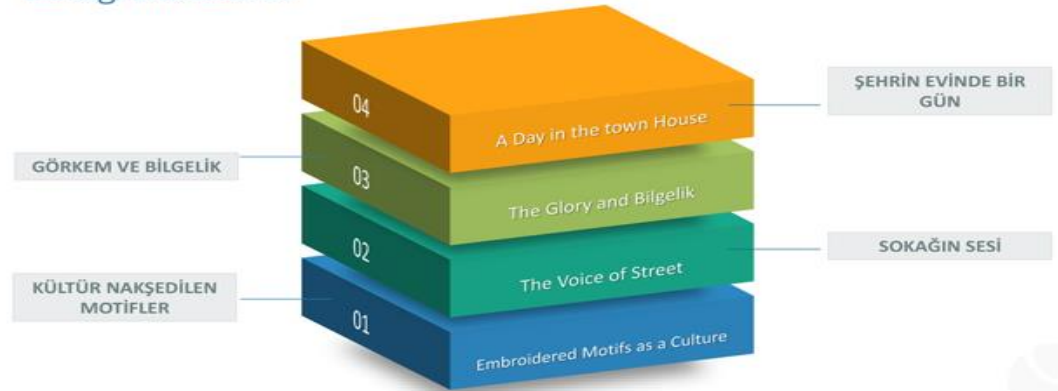 04
A Day in the town House
ŞEHRİN EVİNDE BİR
GÜN
GÖRKEM VE BİLGELİK
03
The Glory and Bilgelik
02
The Voice of Street
SOKAĞIN SESİ
KÜLTÜR NAKŞEDİLEN
MOTİFLER
01
Embroidered Motifs as a Culture